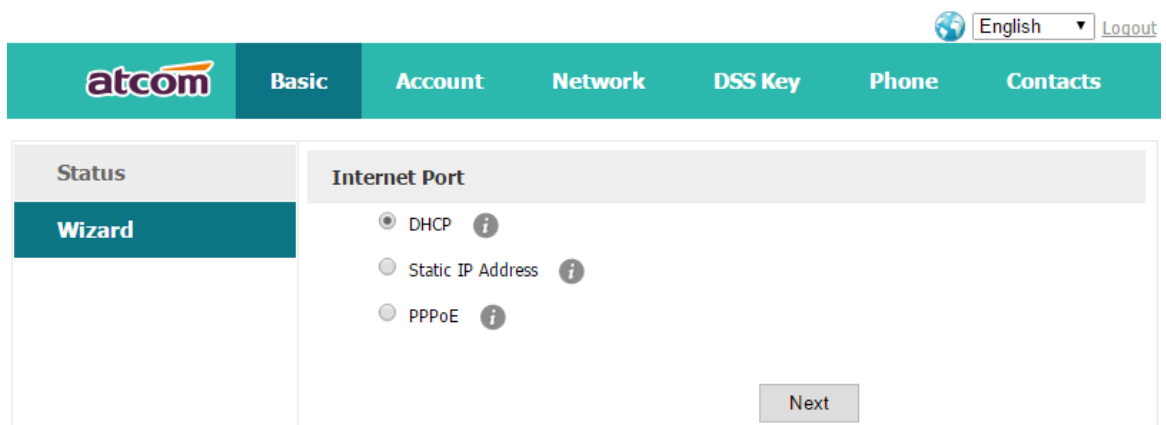 English Logout
atcom Basic Account Network DSS Key Phone Contacts
Status
Wizard
Internet Port
DHCP i
Static IP Address i
PPPoE i
Next